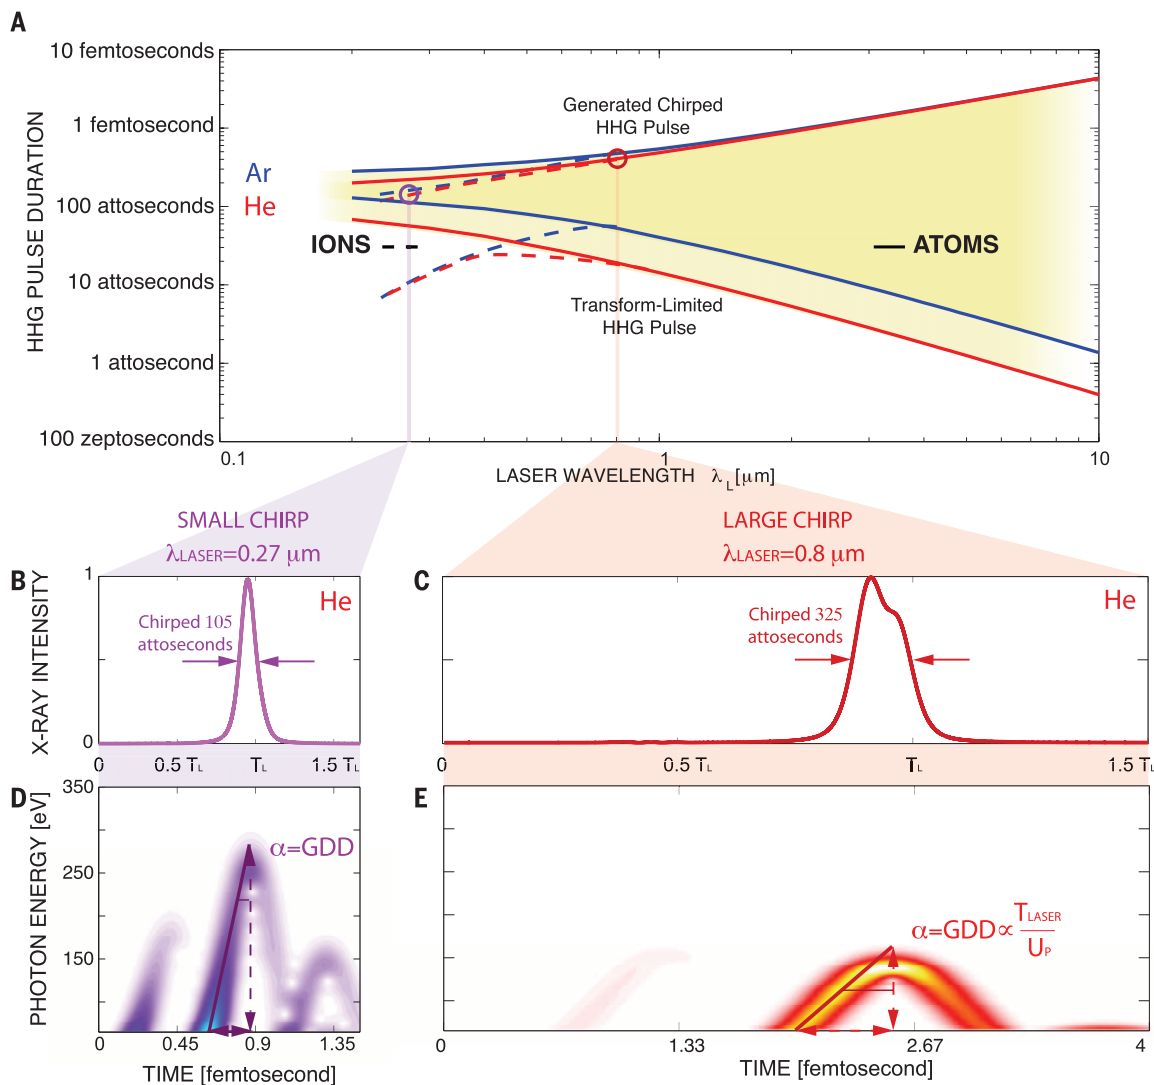 A
10 femtoseconds
1 femtosecond
100 attoseconds
10 attoseconds
1 attosecond
100 zeptoseconds
HHG PULSE DURATION
Generated Chirped
HHG Pulse
Ar
He
IONS
ATOMS
Transform-Limited
HHG Pulse
0.1
1
10
LASER WAVELENGTH λL[μm]
SMALL CHIRP
λLASER=0.27 μm
LARGE CHIRP
λLASER=0.8 μm
B
X-RAY INTENSITY
1
0
He
Chirped 105
attoseconds
0
0.5 TL
TL
1.5 TL
C
He
Chirped 325
attoseconds
0
0.5 TL
TL
1.5 TL
D
PHOTON ENERGY [eV]
350
250
150
50
α=GDD
0
0.45
0.9
1.35
TIME [femtosecond]
E
α=GDD∝TLASER/UP
0
1.33
2.67
4
TIME [femtosecond]